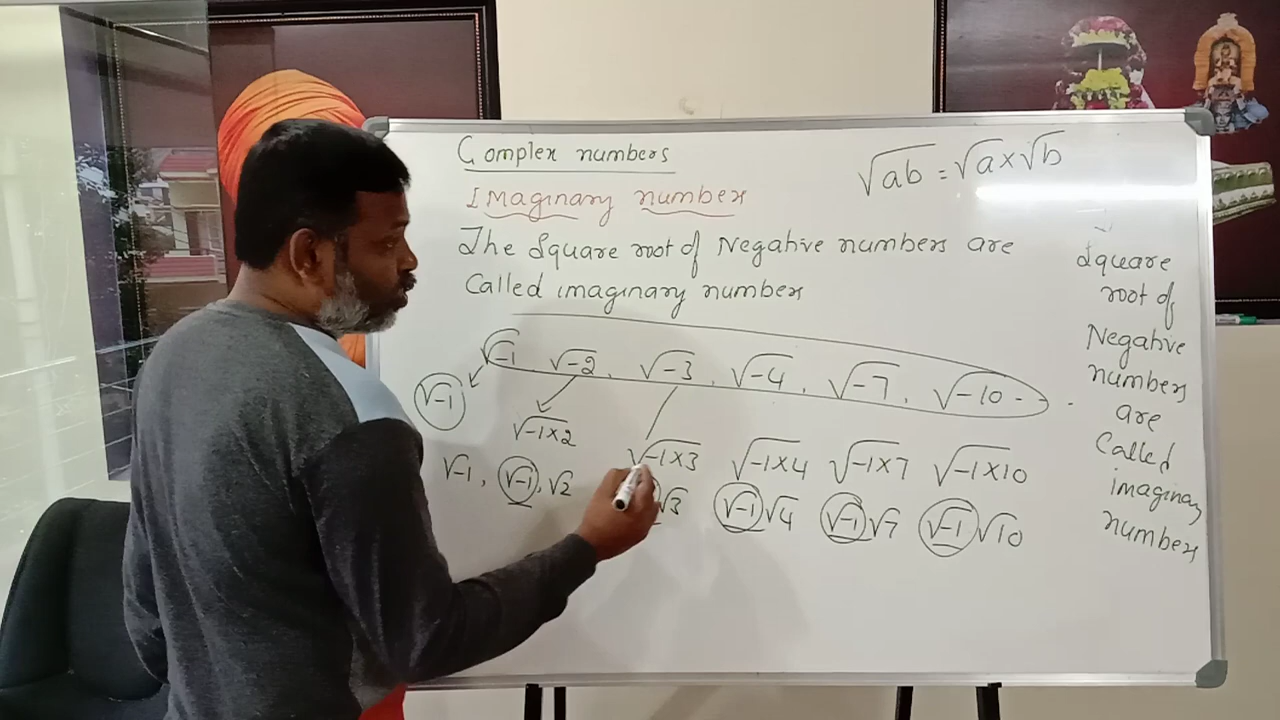 Complex numbers
√ab = √a × √b
Imaginary number
The Square root of Negative numbers are
Called imaginary numbers
√-1 √-2, √-3, √-4, √-7, √-10 - -
√-1
√-1×2
√-1×3 √-1×4 √-1×7 √-1×10
√-1, √-1, √2 √3 √-1 √4 √-1 √7 √-1 √10
Square
root of
Negative
numbers
are
Called
imaginary
numbers